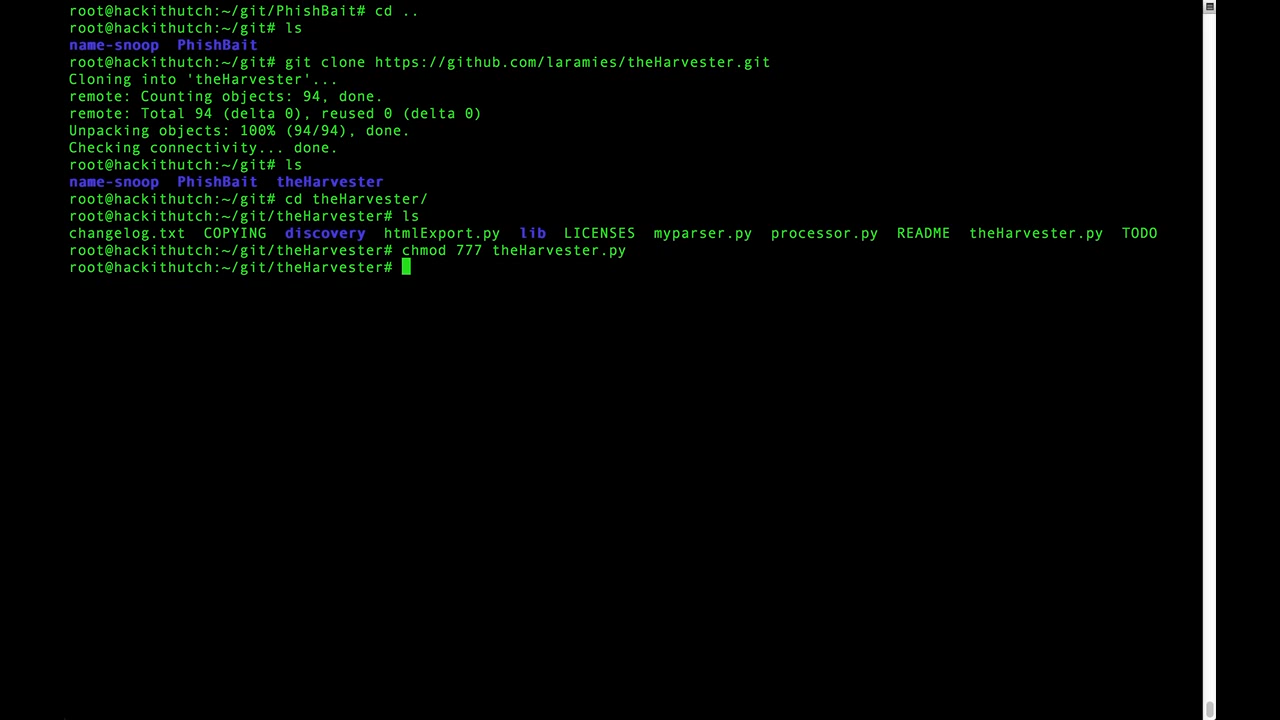 root@hackithutch:~/git/PhishBait# cd ..
root@hackithutch:~/git# ls
name-snoop  PhishBait
root@hackithutch:~/git# git clone https://github.com/laramies/theHarvester.git
Cloning into 'theHarvester'...
remote: Counting objects: 94, done.
remote: Total 94 (delta 0), reused 0 (delta 0)
Unpacking objects: 100% (94/94), done.
Checking connectivity... done.
root@hackithutch:~/git# ls
name-snoop  PhishBait  theHarvester
root@hackithutch:~/git# cd theHarvester/
root@hackithutch:~/git/theHarvester# ls
changelog.txt  COPYING  discovery  htmlExport.py  lib  LICENSES  myparser.py  processor.py  README  theHarvester.py  TODO
root@hackithutch:~/git/theHarvester# chmod 777 theHarvester.py
root@hackithutch:~/git/theHarvester#